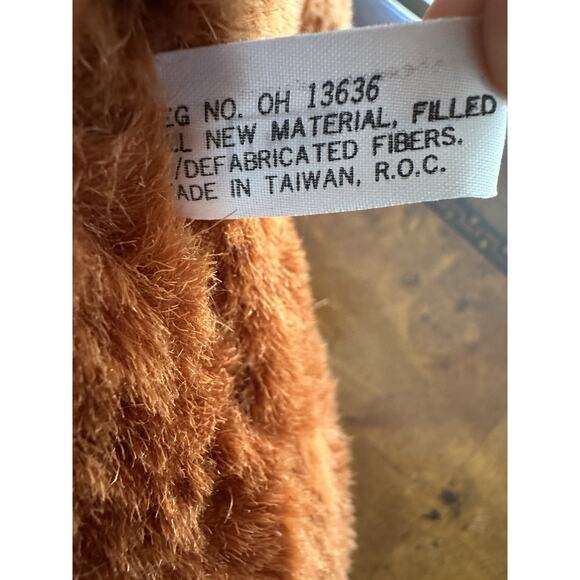 EG NO. OH 13636
LL NEW MATERIAL, FILLED
/DEFABRICATED FIBERS.
ADE IN TAIWAN, R.O.C.